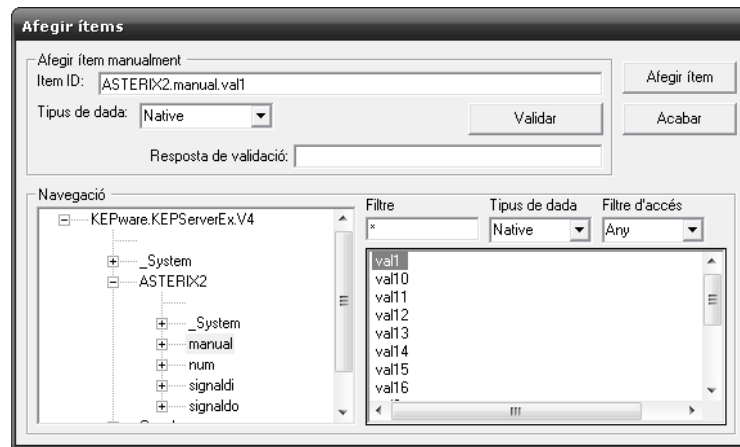 Afegir ítems
Afegir ítem manualment
Item ID: ASTERIX2.manual.val1
Afegir ítem
Tipus de dada: Native
Validar
Acabar
Resposta de validació:
Navegació
Filtre
Tipus de dada
Filtre d'accés
*
Native
Any
KEPware.KEPServerEx.V4
_System
ASTERIX2
_System
manual
num
signaldi
signaldo
val1
val10
val11
val12
val13
val14
val15
val16